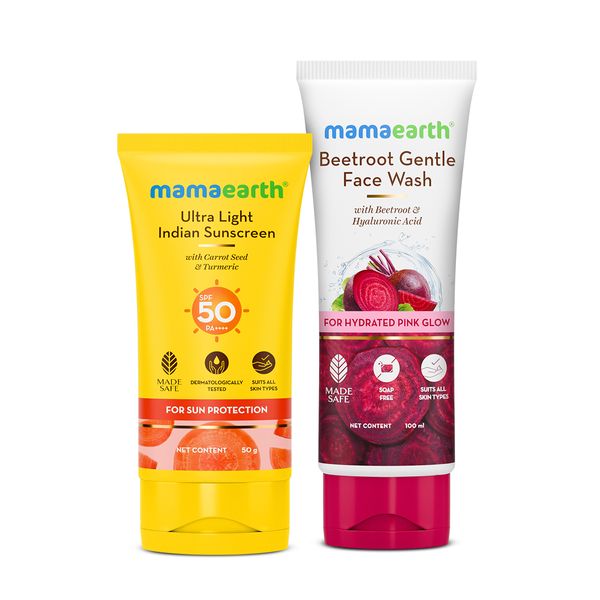 mamaearth®
Ultra Light
Indian Sunscreen
with Carrot Seed
& Turmeric
SPF
50
PA++++
MADE
SAFE
DERMATOLOGICALLY
TESTED
SUITS ALL
SKIN TYPES
FOR SUN PROTECTION
NET CONTENT 50 g
mamaearth®
Beetroot Gentle
Face Wash
with Beetroot &
Hyaluronic Acid
FOR HYDRATED PINK GLOW
MADE
SAFE
SOAP
FREE
SUITS ALL
SKIN TYPES
NET CONTENT 100 ml